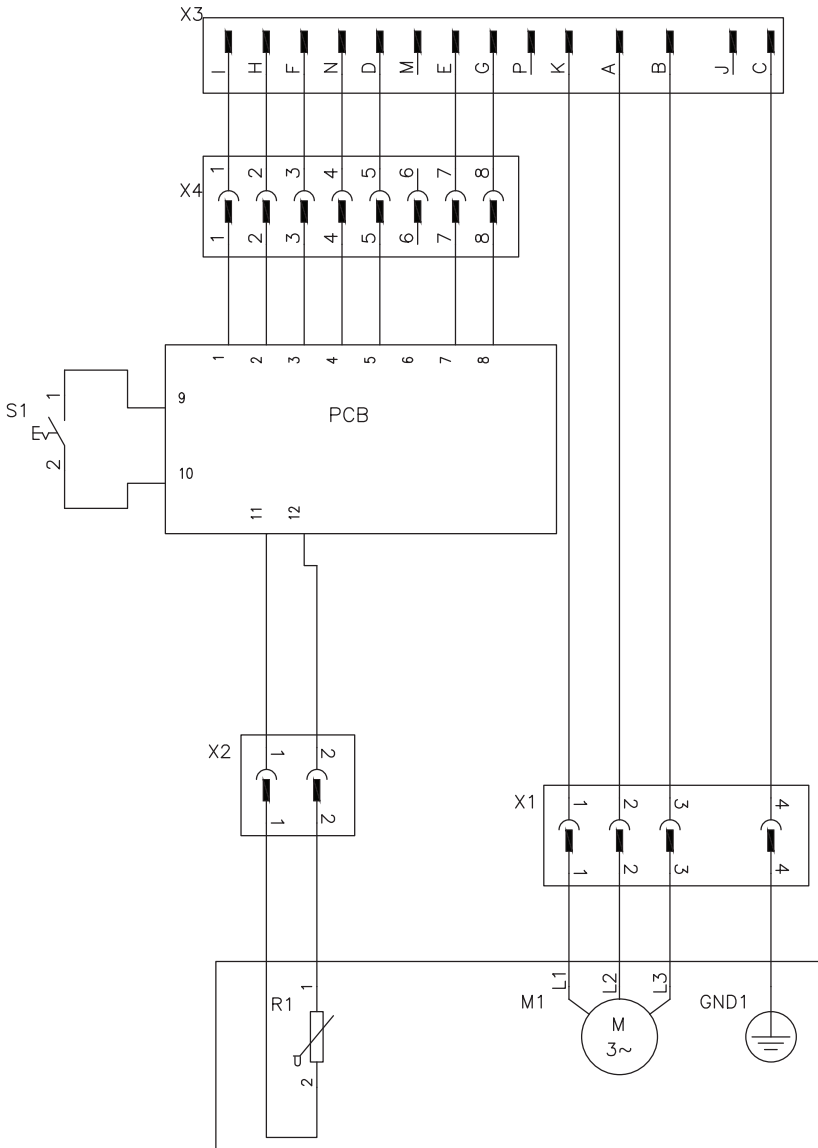 X3
I H F N D M E G P K A B J C
X4
1 2 3 4 5 6 7 8
1 2 3 4 5 6 7 8
1 2 3 4 5 6 7 8
S1
1
2
9
PCB
10
11 12
X2
1 2
1 2
X1
1 2 3 4
1 2 3 4
R1
1
2
U
M1
L1 L2 L3
M
3~
GND1